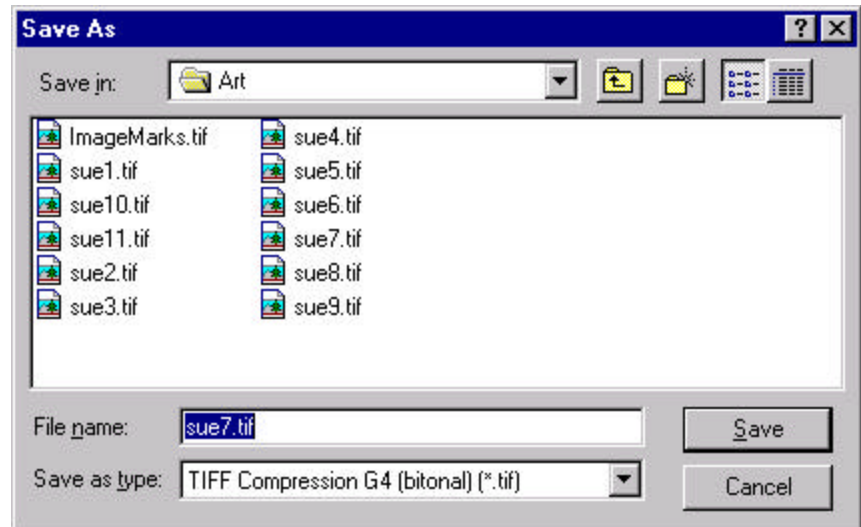 Save As
Save in: Art
ImageMarks.tif
sue1.tif
sue10.tif
sue11.tif
sue2.tif
sue3.tif
sue4.tif
sue5.tif
sue6.tif
sue7.tif
sue8.tif
sue9.tif
File name: sue7.tif
Save
Save as type: TIFF Compression G4 (bitonal) (*.tif)
Cancel